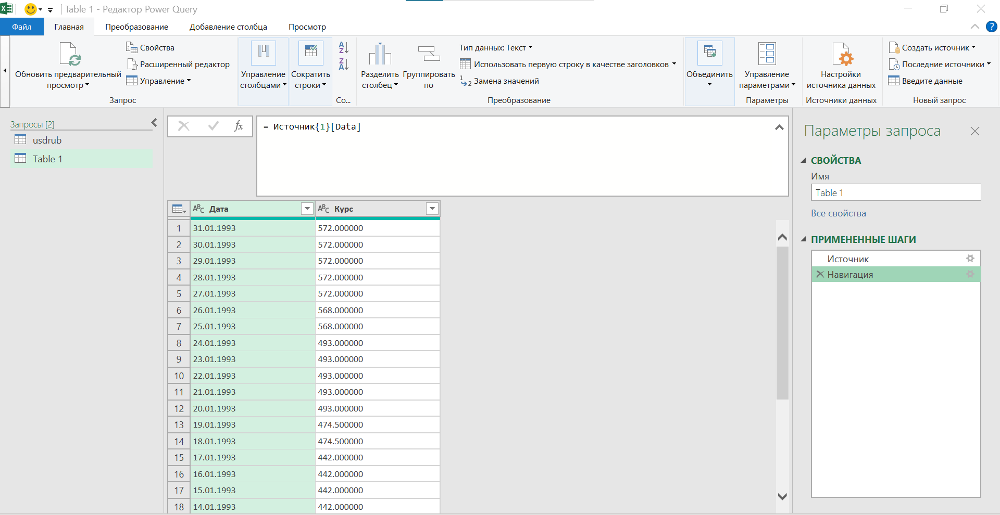 Table 1 - Редактор Power Query
Файл
Главная
Преобразование
Добавление столбца
Просмотр
Обновить предварительный
просмотр
Свойства
Расширенный редактор
Управление
Запрос
Управление
столбцами
Сократить
строки
Со...
Разделить
столбец
Группировать
по
Тип данных: Текст
Использовать первую строку в качестве заголовков
Замена значений
Преобразование
Объединить
Управление
параметрами
Параметры
Настройки
источника данных
Источники данных
Создать источник
Последние источники
Введите данные
Новый запрос
Запросы [2]
usdrub
Table 1
fx
= Источник{1}[Data]
ABC Дата ABC Курс
1 31.01.1993 572.000000
2 30.01.1993 572.000000
3 29.01.1993 572.000000
4 28.01.1993 572.000000
5 27.01.1993 572.000000
6 26.01.1993 568.000000
7 25.01.1993 568.000000
8 24.01.1993 493.000000
9 23.01.1993 493.000000
10 22.01.1993 493.000000
11 21.01.1993 493.000000
12 20.01.1993 493.000000
13 19.01.1993 474.500000
14 18.01.1993 474.500000
15 17.01.1993 442.000000
16 16.01.1993 442.000000
17 15.01.1993 442.000000
18 14.01.1993 442.000000
Параметры запроса
СВОЙСТВА
Имя
Table 1
Все свойства
ПРИМЕНЕННЫЕ ШАГИ
Источник
Навигация